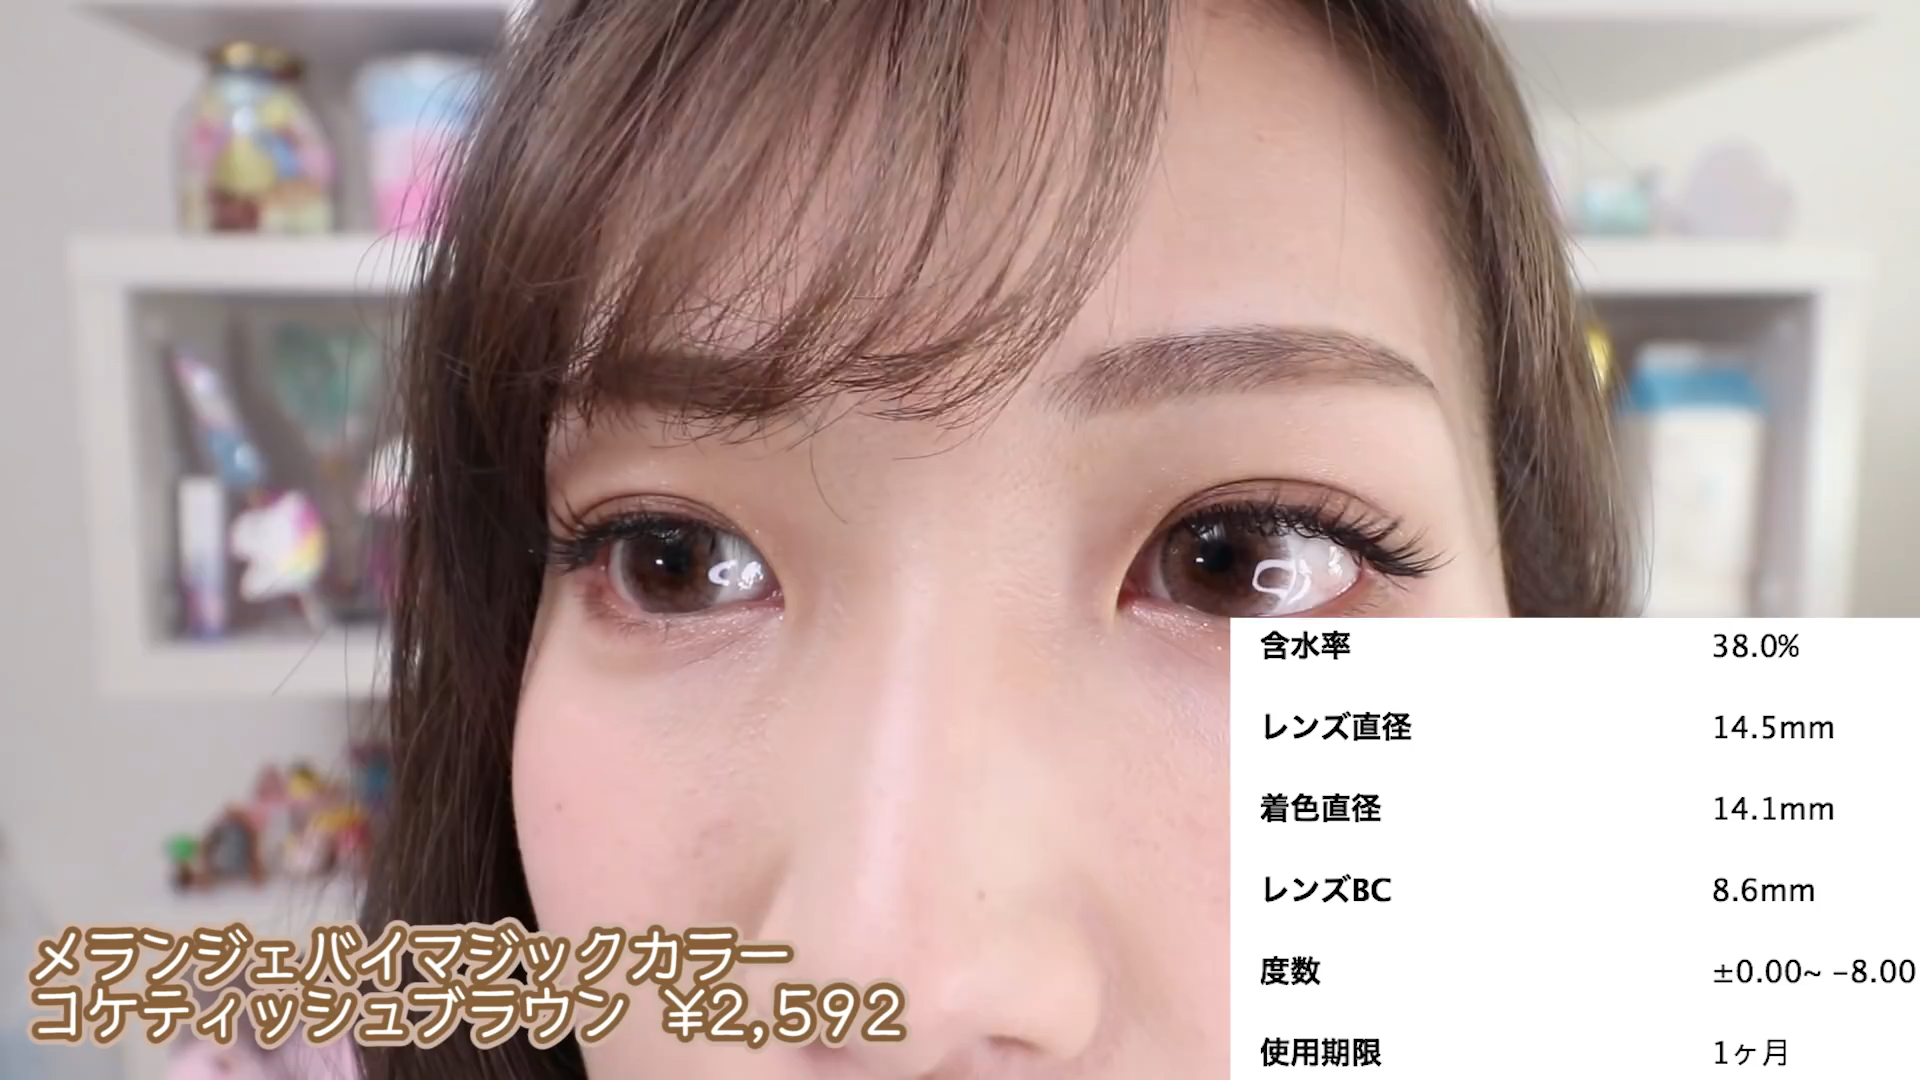 含水率 38.0%
レンズ直径 14.5mm
着色直径 14.1mm
レンズBC 8.6mm
度数 ±0.00~ -8.00
使用期限 1ヶ月
メランジェバイマジックカラー
コケティッシュブラウン ¥2,592